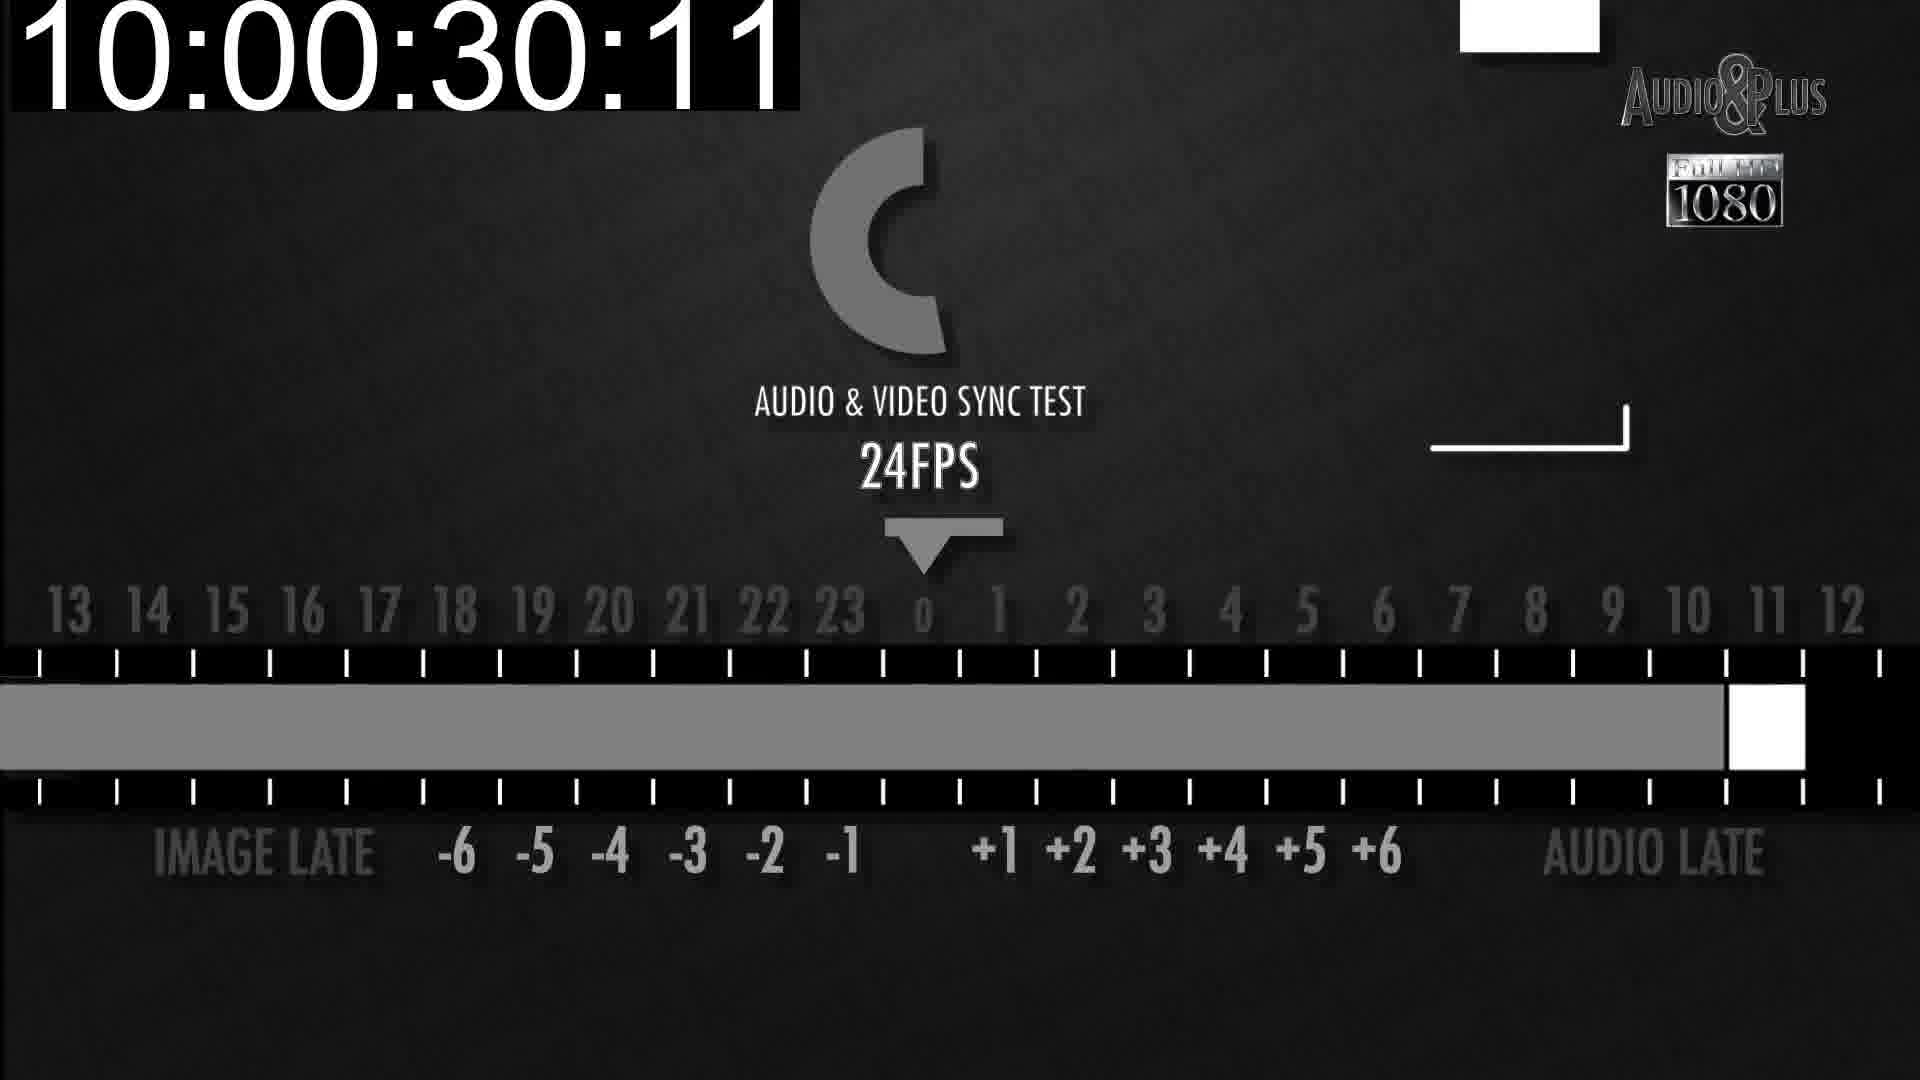 10:00:30:11
AUDIO&PLUS
Full HD
1080
AUDIO & VIDEO SYNC TEST
24FPS
13 14 15 16 17 18 19 20 21 22 23 0 1 2 3 4 5 6 7 8 9 10 11 12
IMAGE LATE -6 -5 -4 -3 -2 -1 +1 +2 +3 +4 +5 +6 AUDIO LATE